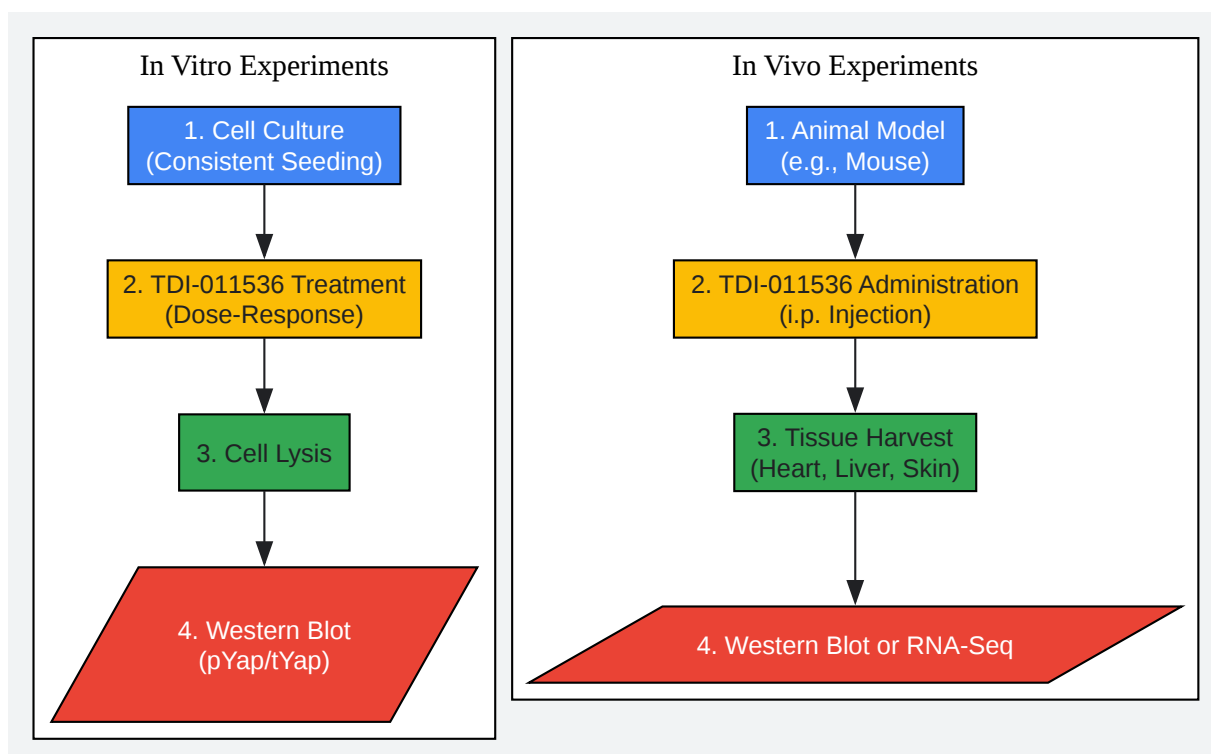 In Vitro Experiments
1. Cell Culture
(Consistent Seeding)
2. TDI-011536 Treatment
(Dose-Response)
3. Cell Lysis
4. Western Blot
(pYap/tYap)
In Vivo Experiments
1. Animal Model
(e.g., Mouse)
2. TDI-011536 Administration
(i.p. Injection)
3. Tissue Harvest
(Heart, Liver, Skin)
4. Western Blot or RNA-Seq